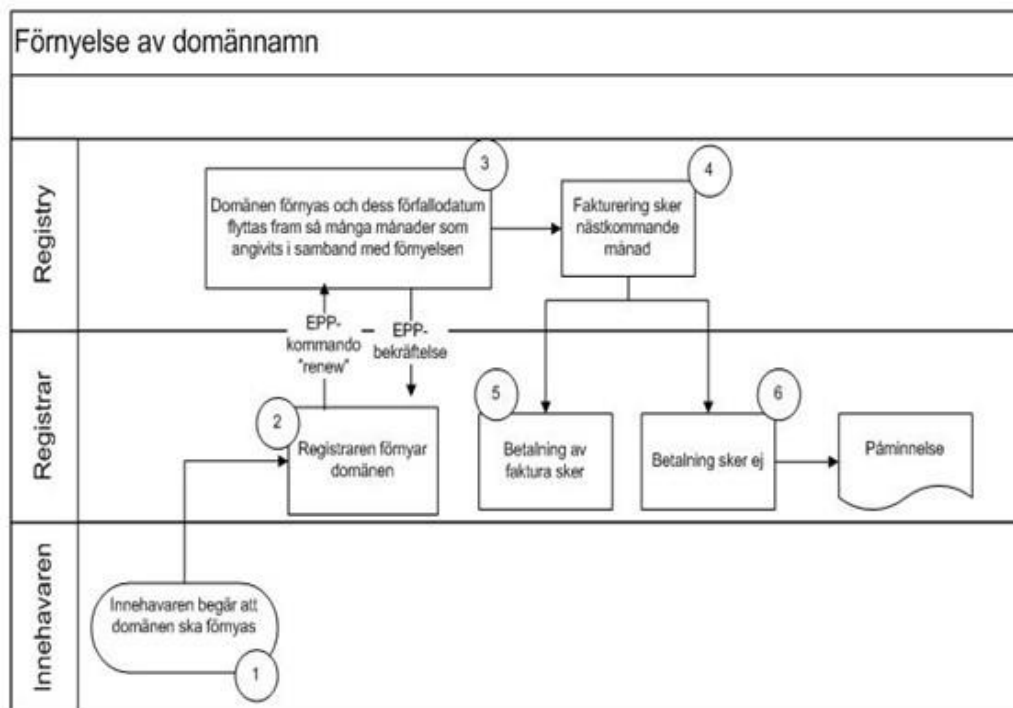 Förnyelse av domännamn
Registry
3
Domänen förnyas och dess förfallodatum
flyttas fram så många månader som
angivits i samband med förnyelsen
4
Fakturering sker
nästkommande
månad
EPP-
kommando
"renew"
EPP-
bekräftelse
Registrar
2
Registraren förnyar
domänen
5
Betalning av
faktura sker
6
Betalning sker ej
Påminnelse
Innehavaren
Innehavaren begär att
domänen ska förnyas
1